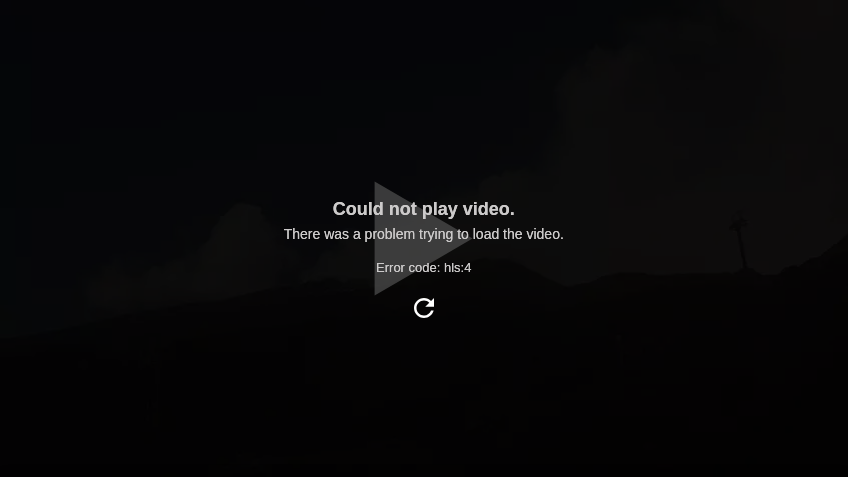 Could not play video.
There was a problem trying to load the video.
Error code: hls:4